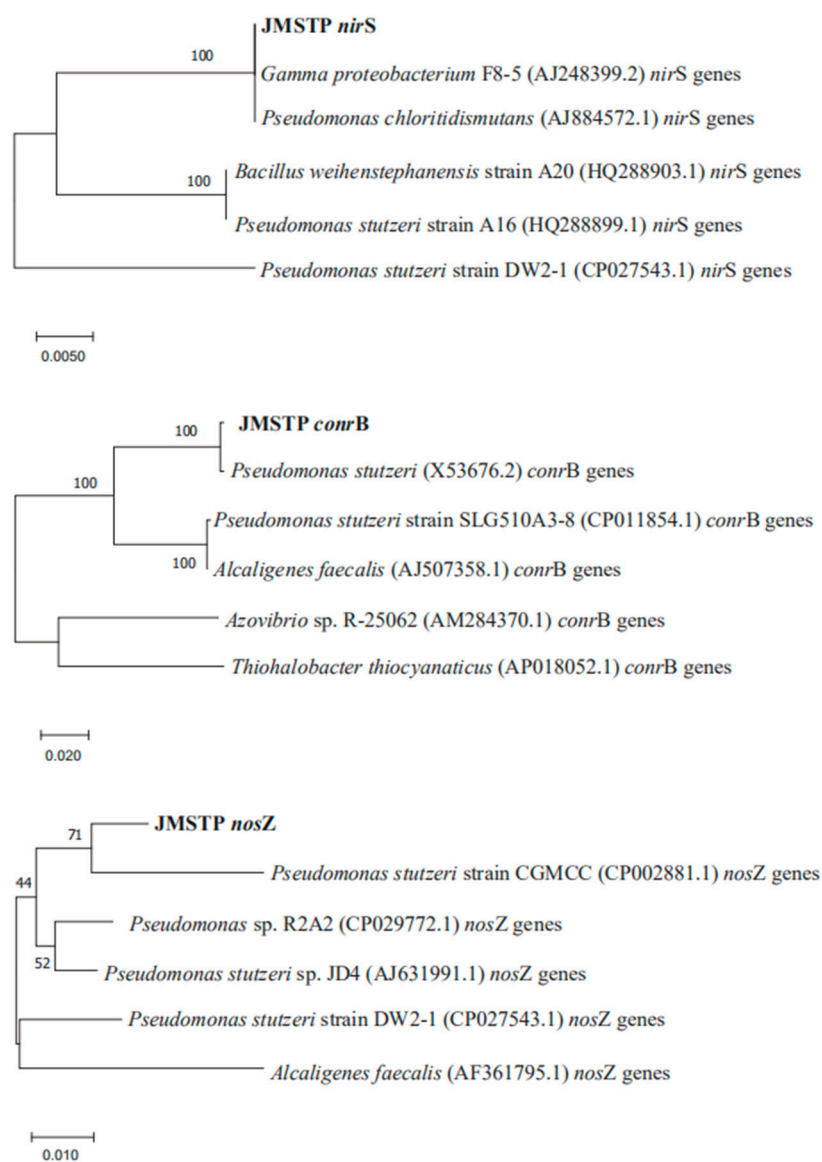 JMSTP nirS
100
Gamma proteobacterium F8-5 (AJ248399.2) nirS genes
Pseudomonas chloritidismutans (AJ884572.1) nirS genes
Bacillus weihenstephanensis strain A20 (HQ288903.1) nirS genes
100
Pseudomonas stutzeri strain A16 (HQ288899.1) nirS genes
Pseudomonas stutzeri strain DW2-1 (CP027543.1) nirS genes
0.0050
JMSTP conrB
100
Pseudomonas stutzeri (X53676.2) conrB genes
100
Pseudomonas stutzeri strain SLG510A3-8 (CP011854.1) conrB genes
100
Alcaligenes faecalis (AJ507358.1) conrB genes
Azovibrio sp. R-25062 (AM284370.1) conrB genes
Thiohalobacter thiocyanaticus (AP018052.1) conrB genes
0.020
JMSTP nosZ
71
Pseudomonas stutzeri strain CGMCC (CP002881.1) nosZ genes
44
Pseudomonas sp. R2A2 (CP029772.1) nosZ genes
52
Pseudomonas stutzeri sp. JD4 (AJ631991.1) nosZ genes
Pseudomonas stutzeri strain DW2-1 (CP027543.1) nosZ genes
Alcaligenes faecalis (AF361795.1) nosZ genes
0.010